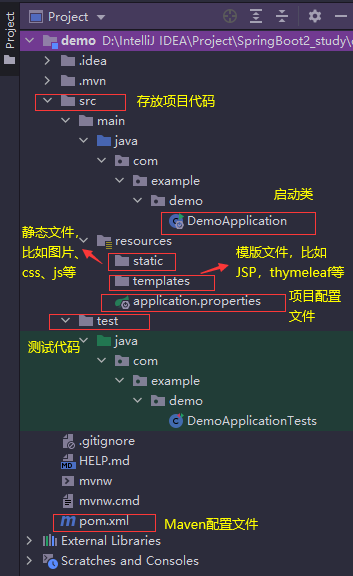 Project
Project
demo D:\IntelliJ IDEA\Project\SpringBoot2_study\
.idea
.mvn
src 存放项目代码
main
java
com
example
demo 启动类
DemoApplication
静态文件,
比如图片、
css、js等
resources
static
templates
模版文件，比如
JSP，thymeleaf等
application.properties
项目配置
文件
test
测试代码
java
com
example
demo
DemoApplicationTests
.gitignore
HELP.md
mvnw
mvnw.cmd
pom.xml Maven配置文件
External Libraries
Scratches and Consoles